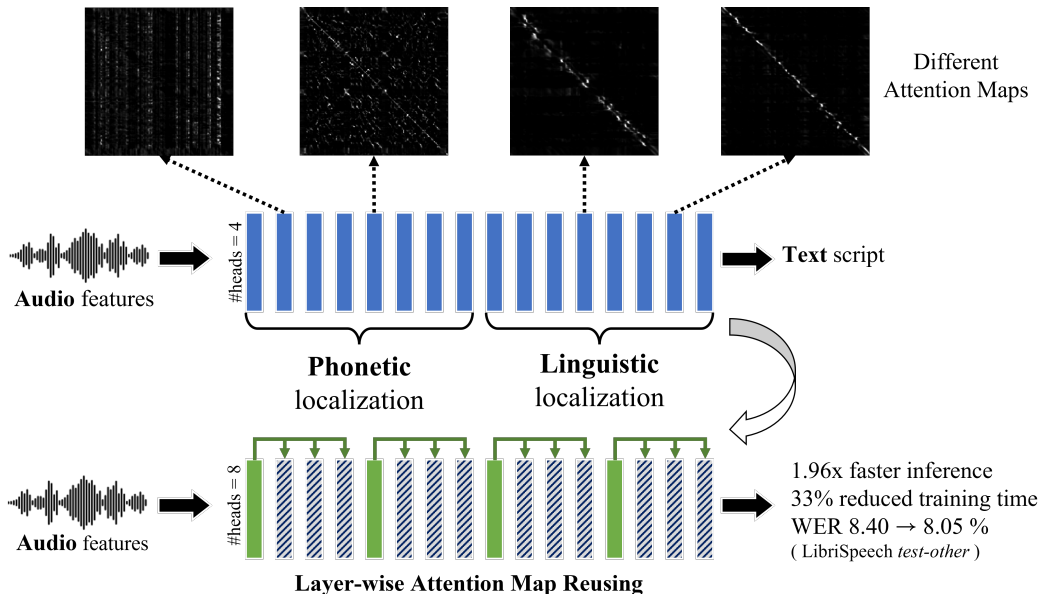 Different
Attention Maps
#heads = 4
Audio features
Text script
Phonetic
localization
Linguistic
localization
#heads = 8
Audio features
1.96x faster inference
33% reduced training time
WER 8.40 → 8.05 %
( LibriSpeech test-other )
Layer-wise Attention Map Reusing